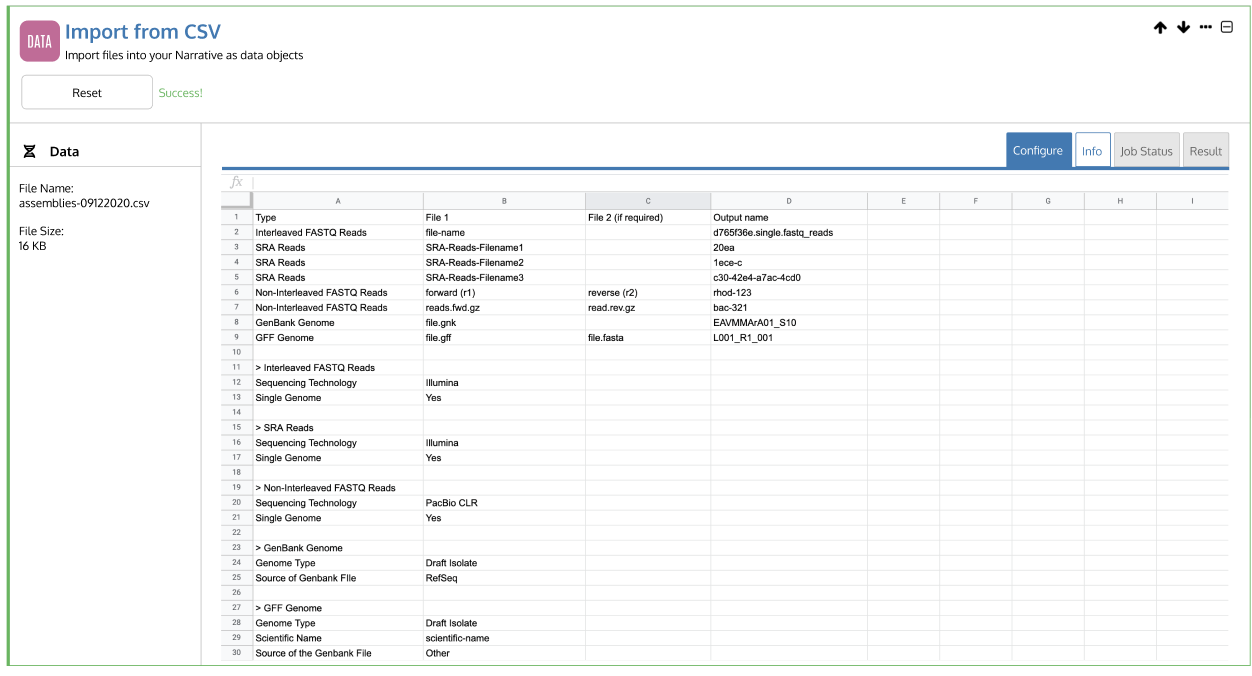 DATA
Import from CSV
Import files into your Narrative as data objects
Reset Success!
Data
File Name:
assemblies-09122020.csv
File Size:
16 KB
Configure Info Job Status Result
fx
A B C D E F G H I
1 Type File 1 File 2 (if required) Output name
2 Interleaved FASTQ Reads file-name d765f36e.single.fastq_reads
3 SRA Reads SRA-Reads-Filename1 20ea
4 SRA Reads SRA-Reads-Filename2 1ece-c
5 SRA Reads SRA-Reads-Filename3 c30-42e4-a7ac-4cd0
6 Non-Interleaved FASTQ Reads forward (r1) reverse (r2) rhod-123
7 Non-Interleaved FASTQ Reads reads.fwd.gz read.rev.gz bac-321
8 GenBank Genome file.gnk EAVMMArA01_S10
9 GFF Genome file.gff file.fasta L001_R1_001
10
11 > Interleaved FASTQ Reads
12 Sequencing Technology Illumina
13 Single Genome Yes
14
15 > SRA Reads
16 Sequencing Technology Illumina
17 Single Genome Yes
18
19 > Non-Interleaved FASTQ Reads
20 Sequencing Technology PacBio CLR
21 Single Genome Yes
22
23 > GenBank Genome
24 Genome Type Draft Isolate
25 Source of Genbank FIle RefSeq
26
27 > GFF Genome
28 Genome Type Draft Isolate
29 Scientific Name scientific-name
30 Source of the Genbank File Other